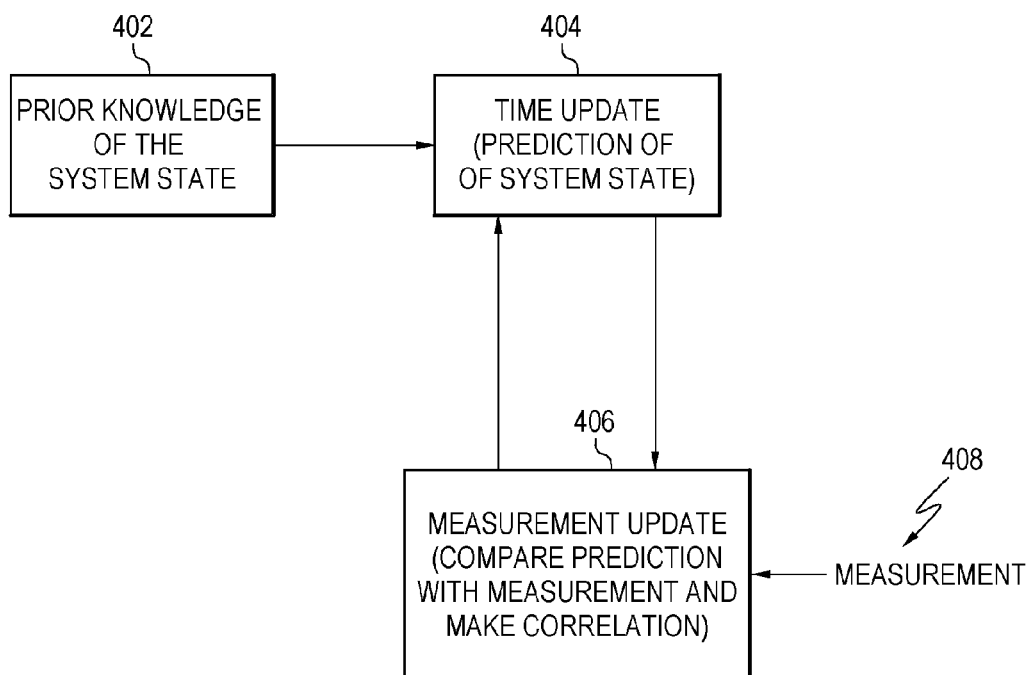 402
PRIOR KNOWLEDGE
OF THE
SYSTEM STATE
404
TIME UPDATE
(PREDICTION OF
OF SYSTEM STATE)
406
MEASUREMENT UPDATE
(COMPARE PREDICTION
WITH MEASUREMENT AND
MAKE CORRELATION)
408
MEASUREMENT